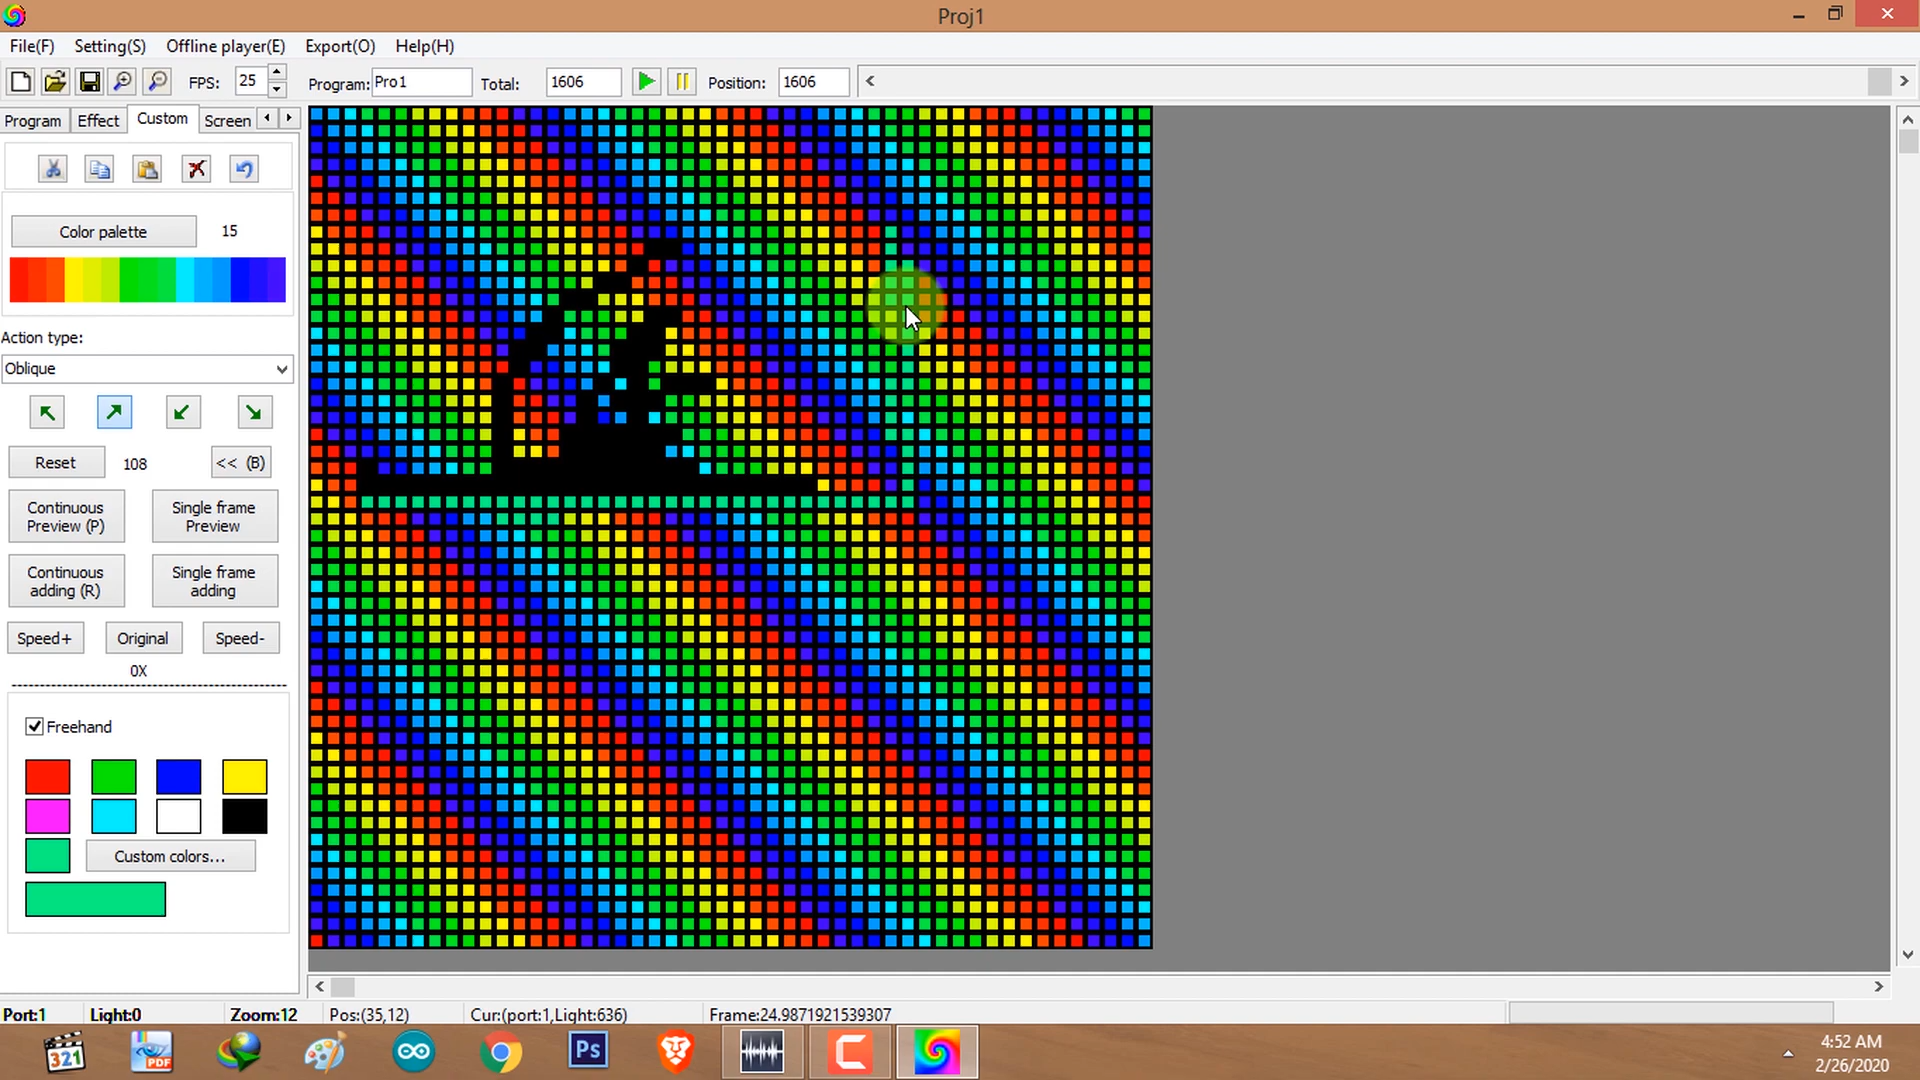 Proj1
File(F) Setting(S) Offline player(E) Export(O) Help(H)
FPS: 25 Program: Pro1 Total: 1606 Position: 1606
Program Effect Custom Screen
Color palette 15
Action type:
Oblique
Reset 108 << (B)
Continuous Preview (P) Single frame Preview
Continuous adding (R) Single frame adding
Speed+ Original Speed-
0X
Freehand
Custom colors...
Port:1 Light:0 Zoom:12 Pos:(35,12) Cur:(port:1,Light:636) Frame:24.9871921539307
321 PDF Ps C
4:52 AM
2/26/2020